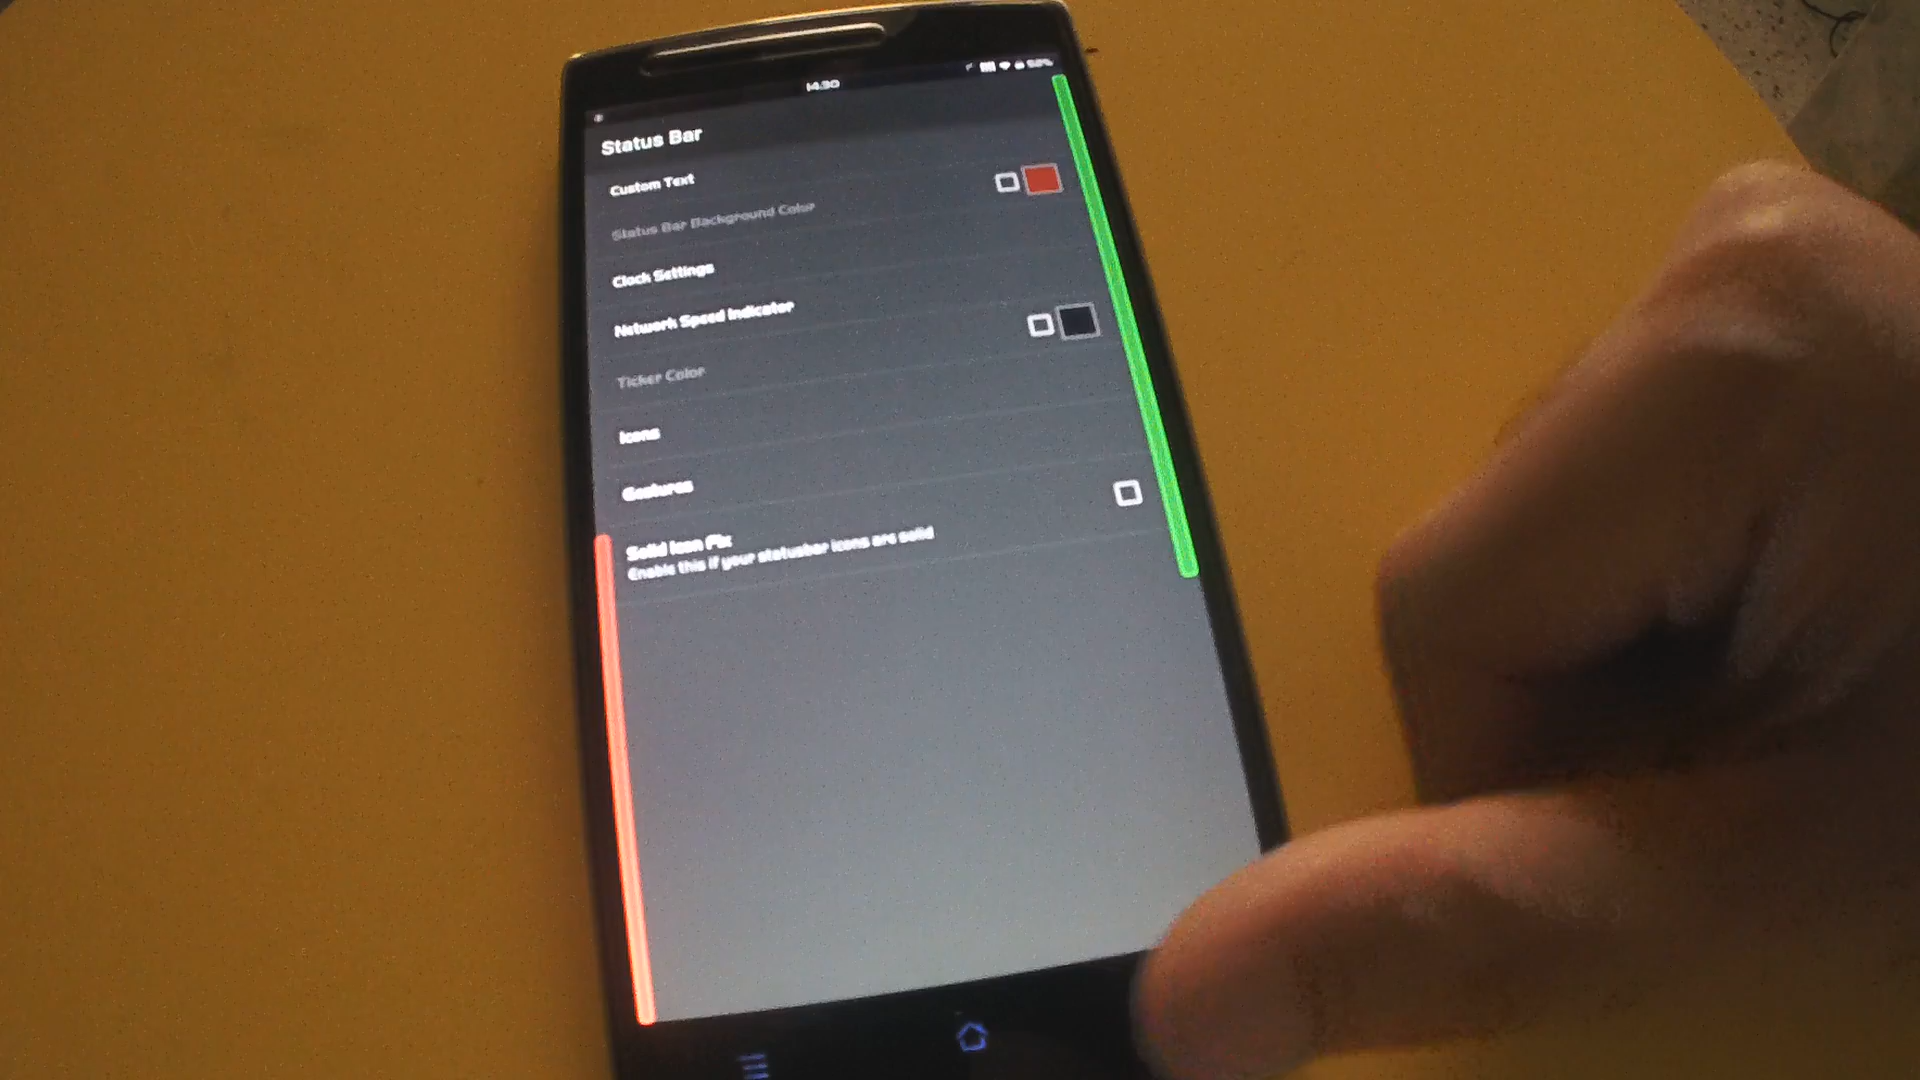 14:30
Status Bar
Custom Text
Status Bar Background Color
Clock Settings
Network Speed Indicator
Ticker Color
Icons
Gestures
Solid Icon Fix
Enable this if your statusbar icons are solid